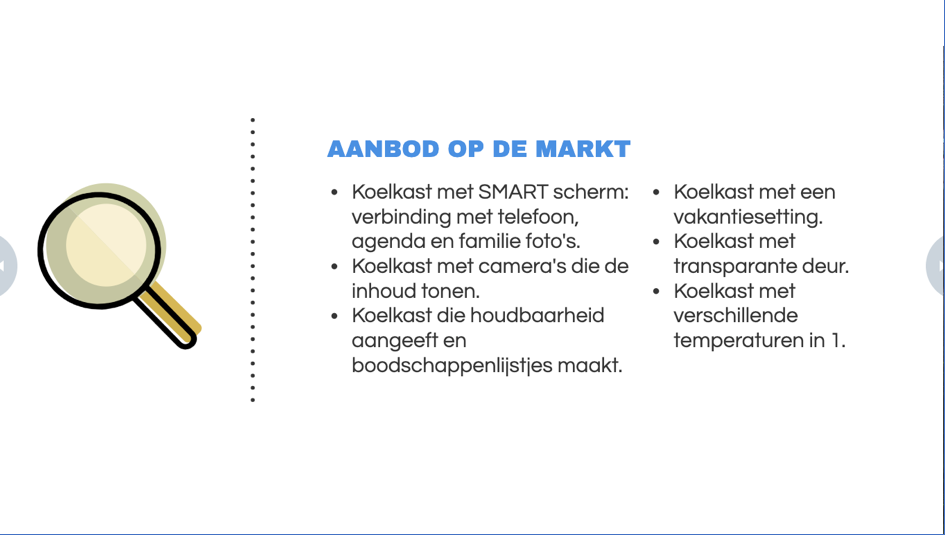 AANBOD OP DE MARKT
Koelkast met SMART scherm:
verbinding met telefoon,
agenda en familie foto's.
Koelkast met camera's die de
inhoud tonen.
Koelkast die houdbaarheid
aangeeft en
boodschappenlijstjes maakt.
Koelkast met een
vakantiesetting.
Koelkast met
transparante deur.
Koelkast met
verschillende
temperaturen in 1.